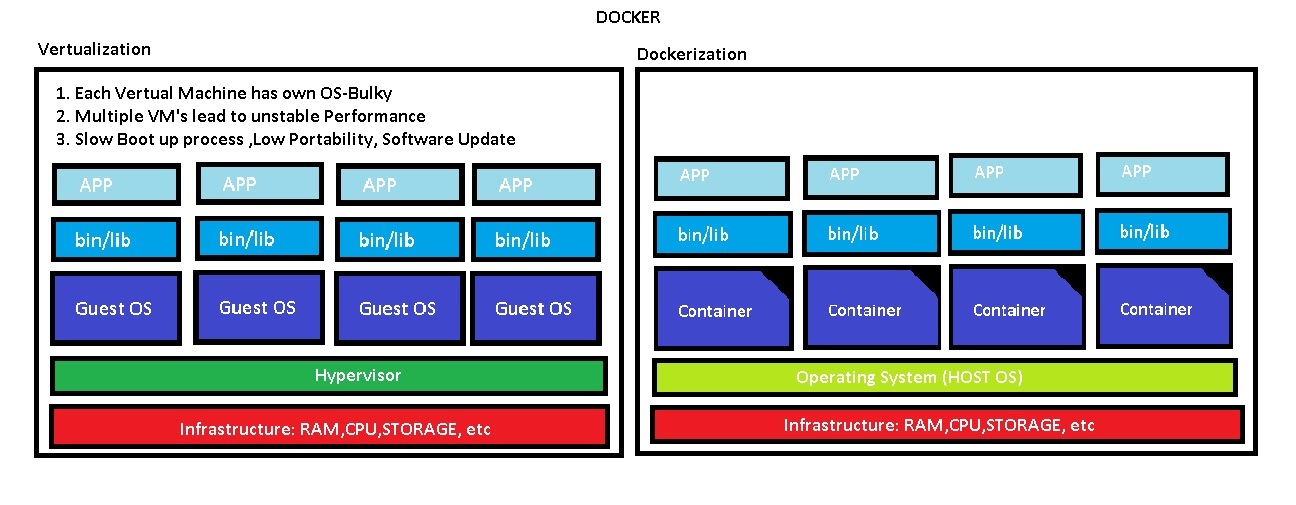 DOCKER
Vertualization
1. Each Vertual Machine has own OS-Bulky
2. Multiple VM's lead to unstable Performance
3. Slow Boot up process ,Low Portability, Software Update
APP APP APP APP
bin/lib bin/lib bin/lib bin/lib
Guest OS Guest OS Guest OS Guest OS
Hypervisor
Infrastructure: RAM,CPU,STORAGE, etc
Dockerization
APP APP APP APP
bin/lib bin/lib bin/lib bin/lib
Container Container Container Container
Operating System (HOST OS)
Infrastructure: RAM,CPU,STORAGE, etc